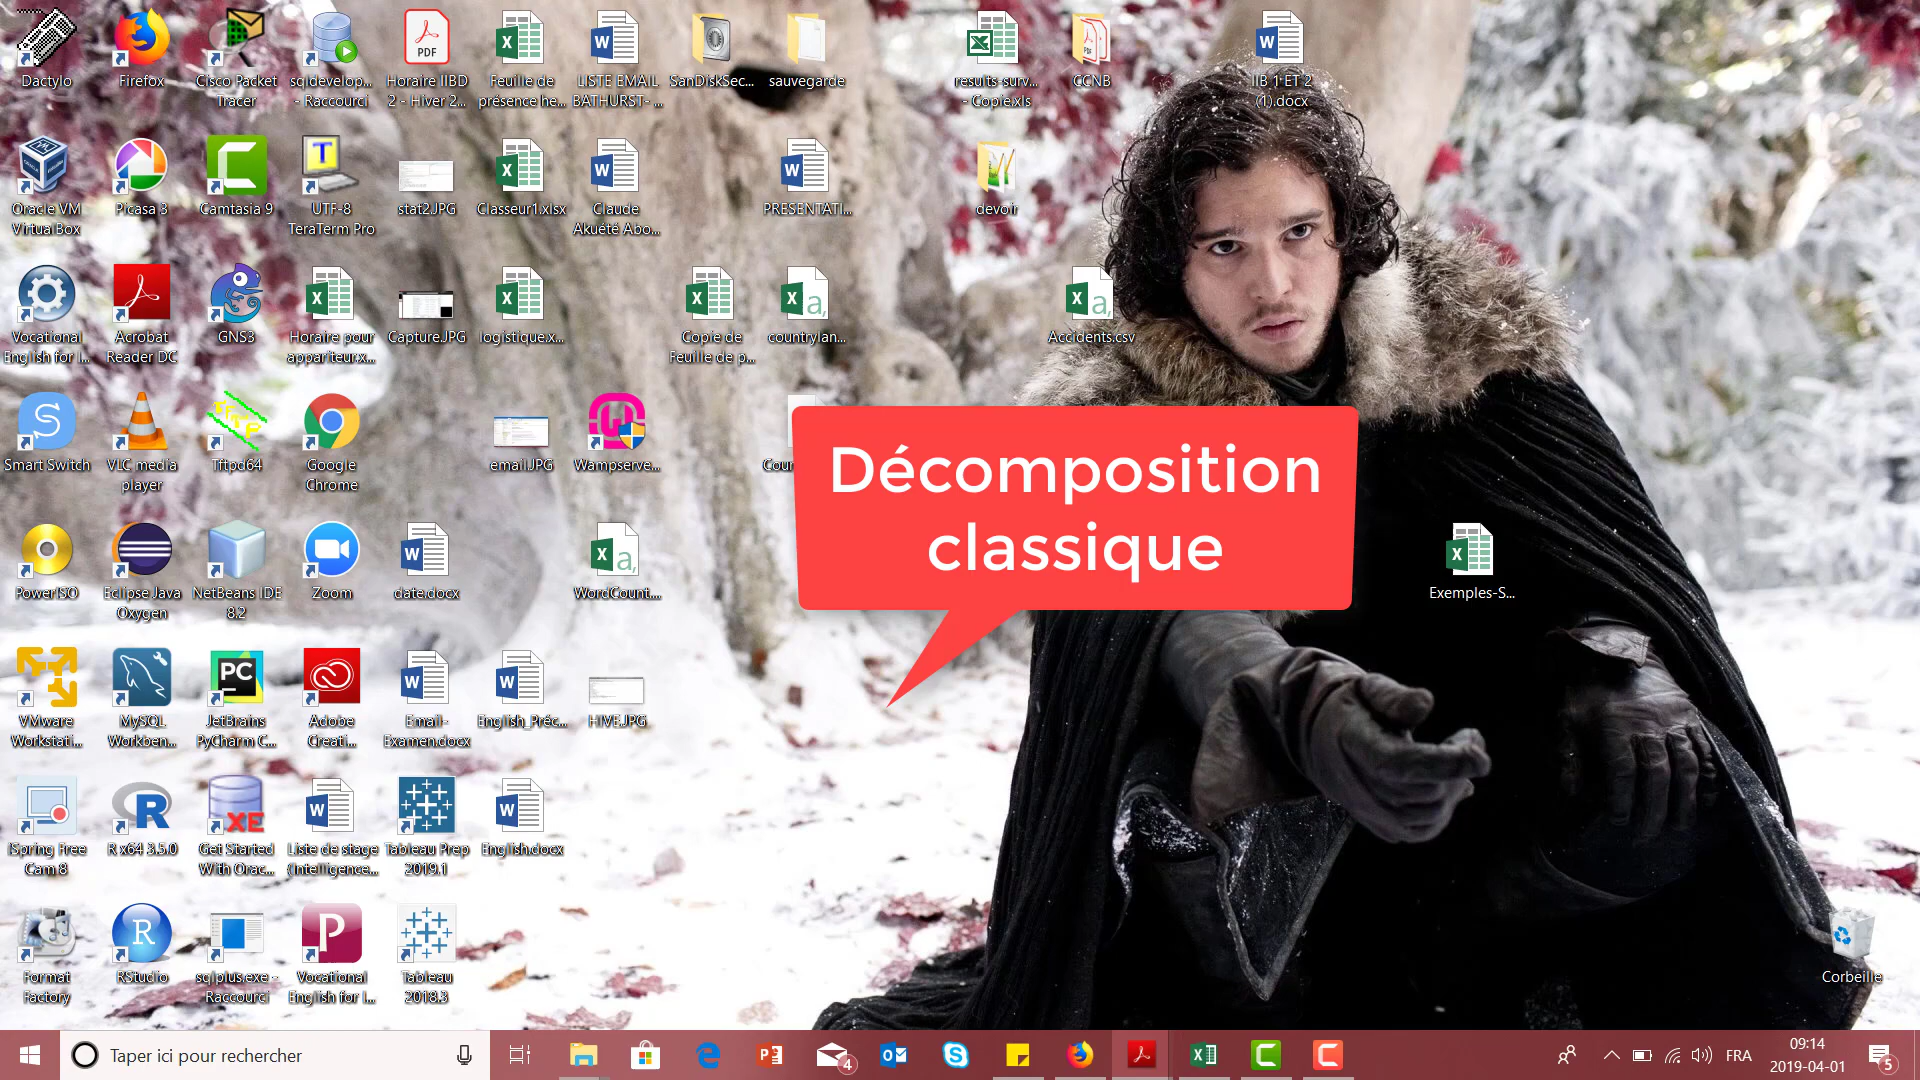 Dactylo
Firefox
Cisco Packet
Tracer
sqldevelop...
- Raccourci
PDF
Horaire IIBD
2 - Hiver 2...
Feuille de
présence he...
LISTE EMAIL
BATHURST- ...
SanDiskSec...
sauvegarde
results-surv...
- Copie.xls
CCNB
IIB 1 ET 2
(1).docx
Oracle VM
VirtuaBox
Picasa 3
Camtasia 9
UTF-8
TeraTerm Pro
stat2.JPG
Classeur1.xlsx
Claude
Akuété Abo...
PRESENTATI...
devoir
Vocational
English for I...
Acrobat
Reader DC
GNS3
Horaire pour
appariteur.x...
Capture.JPG
logistique.x...
Copie de
Feuille de p...
countrylan...
Accidents.csv
Smart Switch
VLC media
player
Tftpd64
Google
Chrome
email.JPG
Wampserve...
Coun
Décomposition
classique
PowerISO
Eclipse Java
Oxygen
NetBeans IDE
8.2
Zoom
date.docx
WordCount....
Exemples-S...
VMware
Workstati...
MySQL
Workben...
JetBrains
PyCharm C...
Adobe
Creati...
Email-
Examen.docx
English_Préc...
HIVE.JPG
iSpring Free
Cam 8
R x64 3.5.0
Get Started
With Orac...
Liste de stage
(Intelligence...
Tableau Prep
2019.1
English.docx
Format
Factory
RStudio
sqlplus.exe -
Raccourci
Vocational
English for I...
Tableau
2018.3
Corbeille
Taper ici pour rechercher
4
FRA
09:14
2019-04-01
5